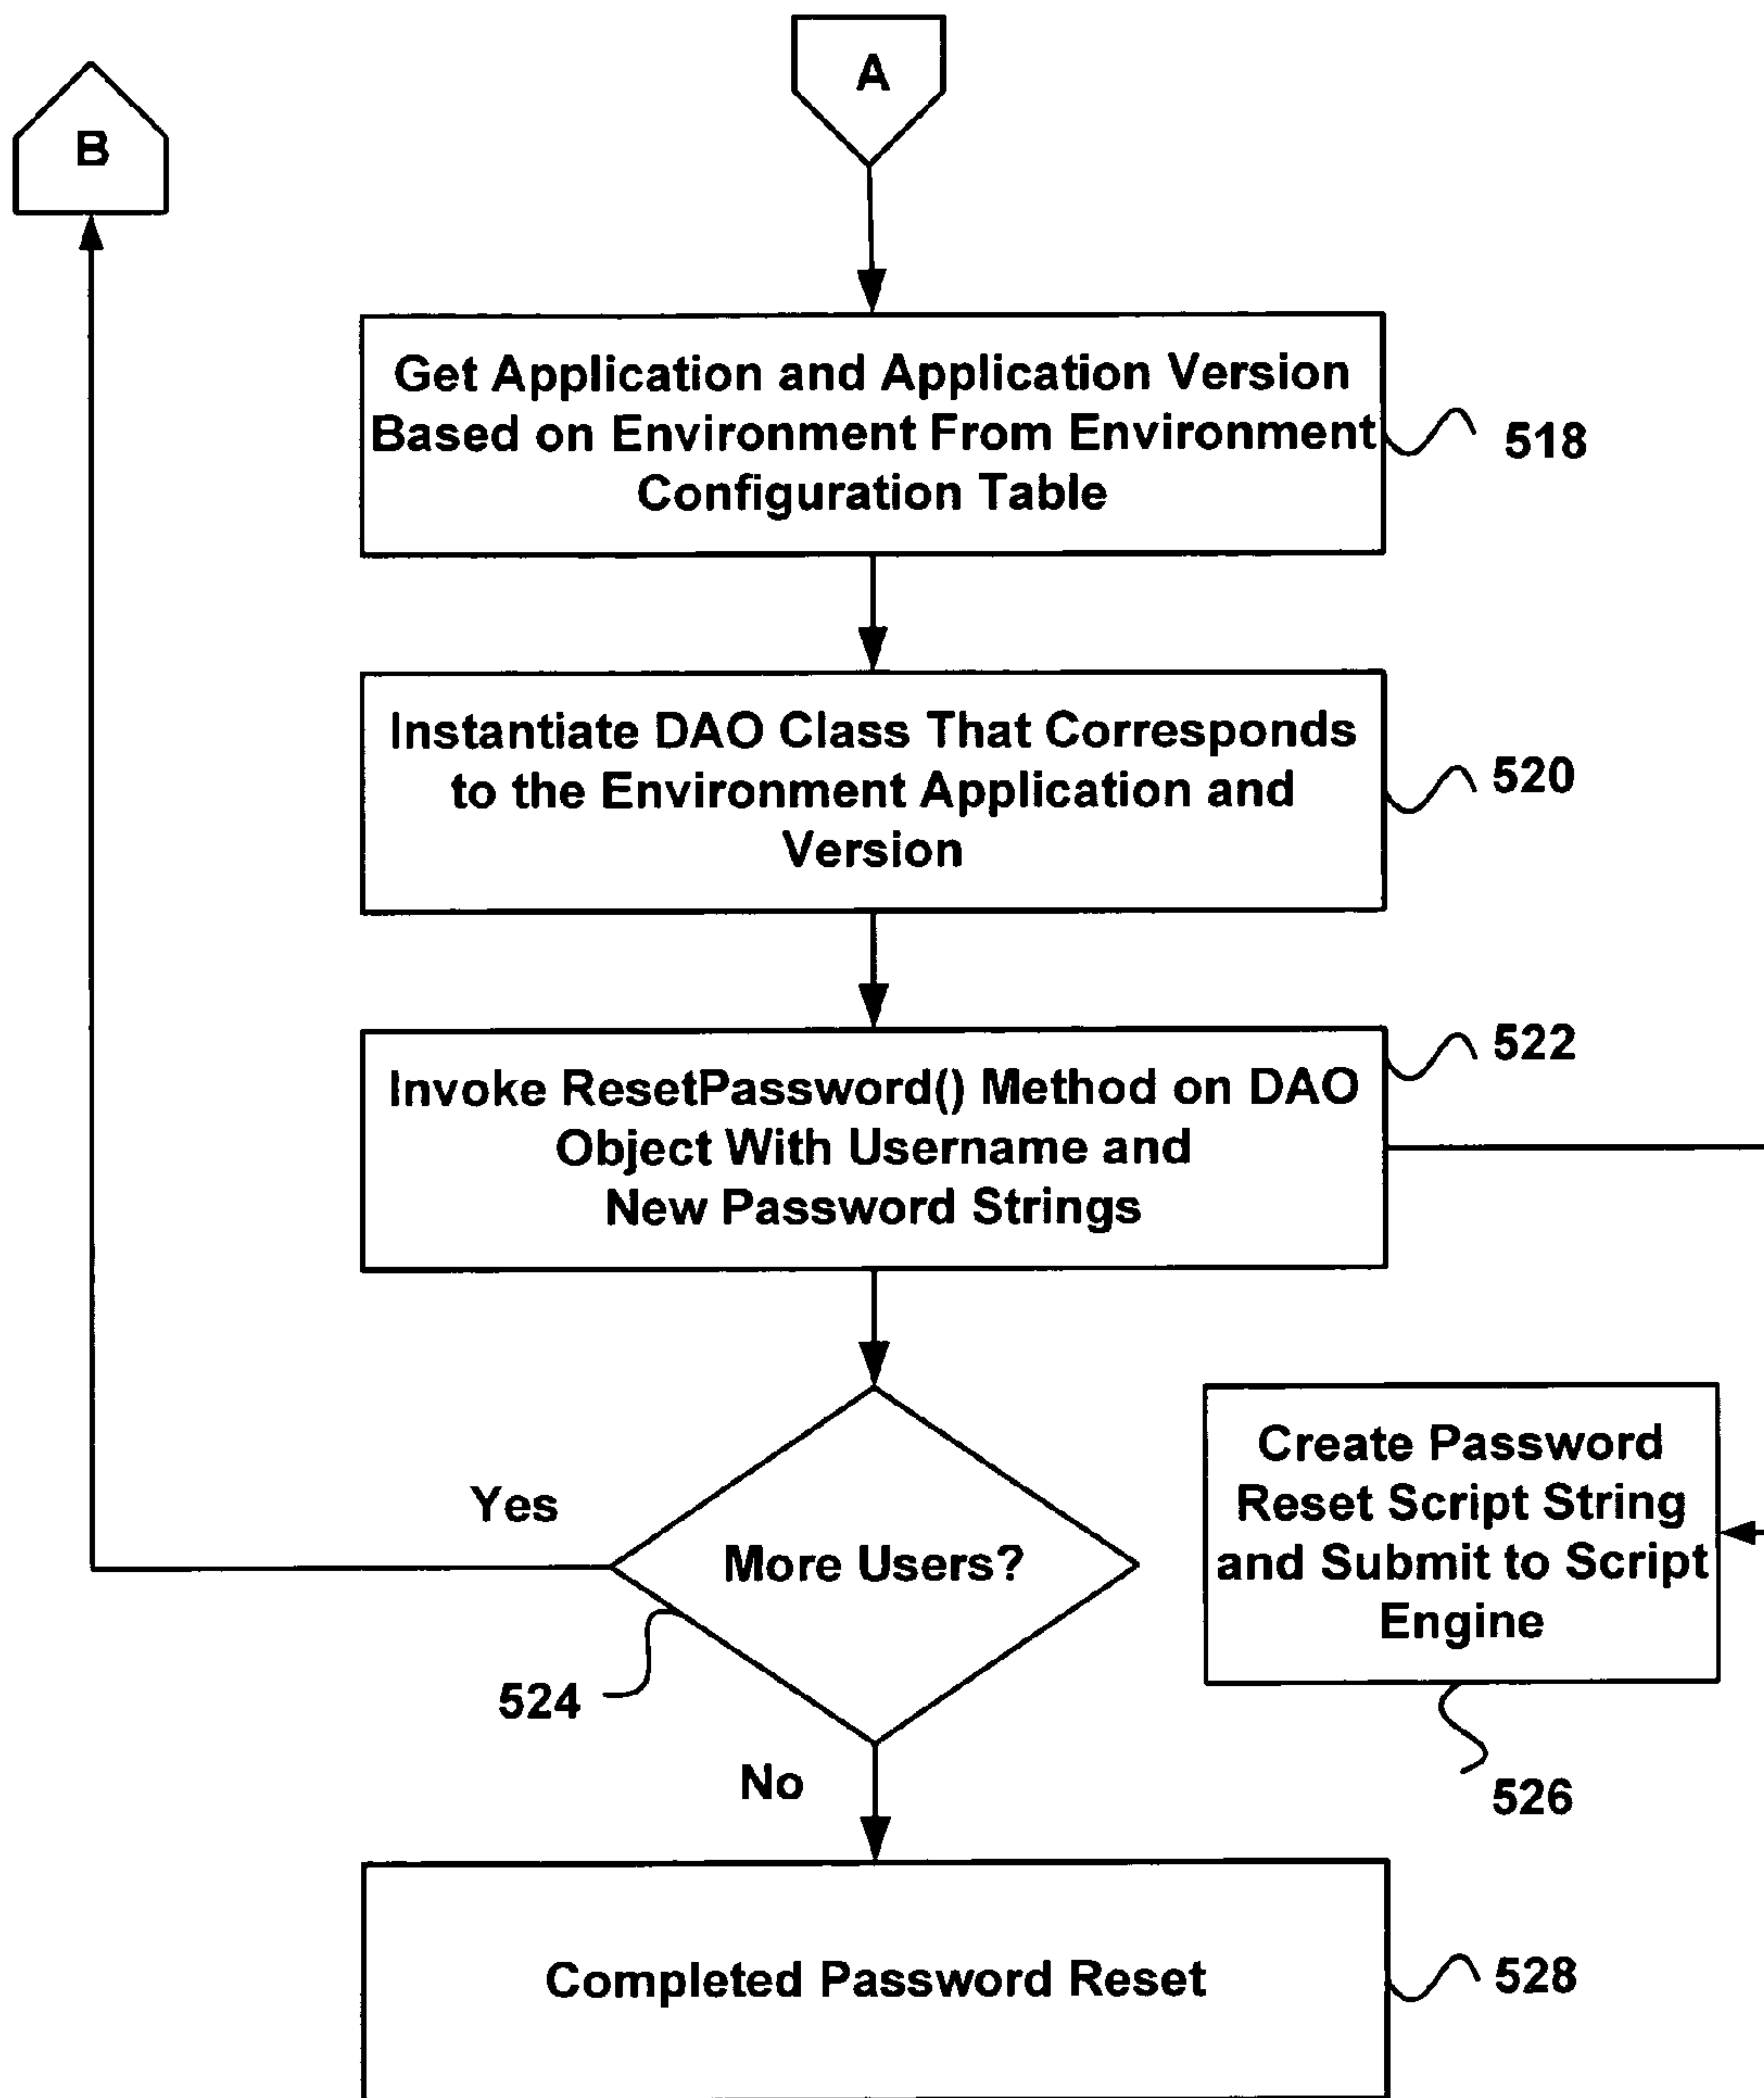 A
B
Get Application and Application Version
Based on Environment From Environment
Configuration Table
518
Instantiate DAO Class That Corresponds
to the Environment Application and
Version
520
522
Invoke ResetPassword() Method on DAO
Object With Username and
New Password Strings
Yes
More Users?
524
No
Create Password
Reset Script String
and Submit to Script
Engine
526
Completed Password Reset
528